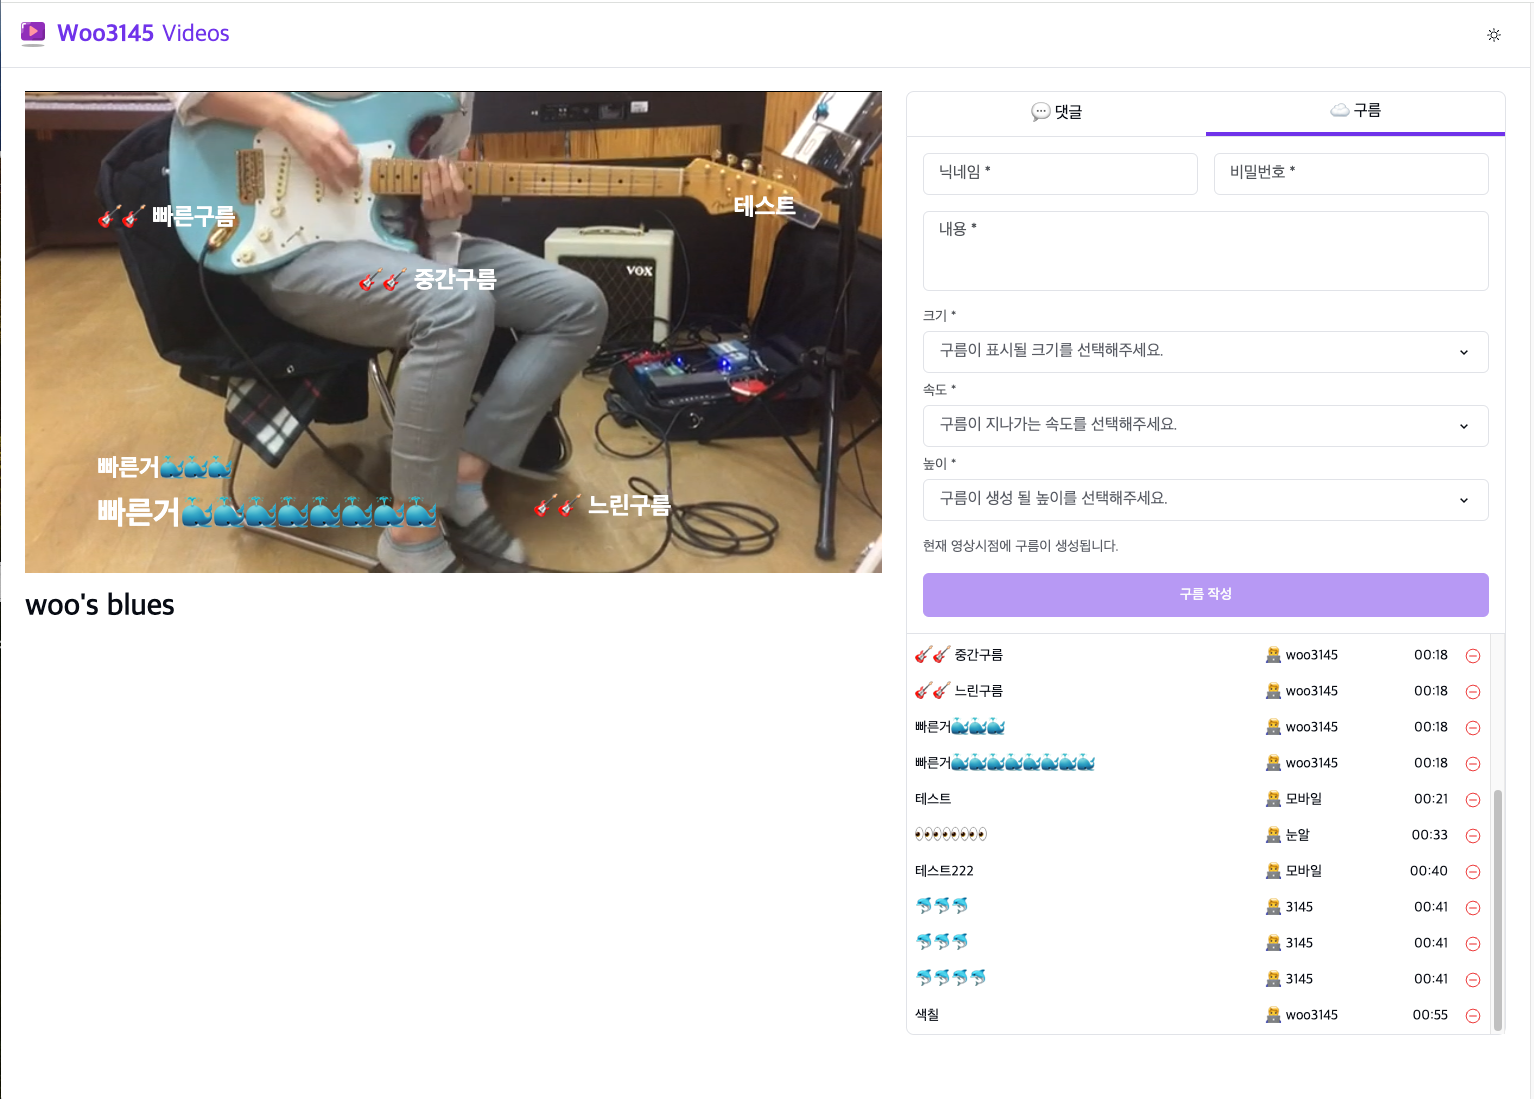 Woo3145 Videos
🎸🎸 빠른구름
테스트
VOX
🎸🎸 중간구름
빠른거🐳🐳🐳
빠른거🐳🐳🐳🐳🐳🐳🐳🐳
🎸🎸 느린구름
woo's blues
💬 댓글
☁️ 구름
닉네임 *
비밀번호 *
내용 *
크기 *
구름이 표시될 크기를 선택해주세요.
속도 *
구름이 지나가는 속도를 선택해주세요.
높이 *
구름이 생성 될 높이를 선택해주세요.
현재 영상시점에 구름이 생성됩니다.
구름 작성
🎸🎸 중간구름 🧑‍💻 woo3145 00:18
🎸🎸 느린구름 🧑‍💻 woo3145 00:18
빠른거🐳🐳🐳 🧑‍💻 woo3145 00:18
빠른거🐳🐳🐳🐳🐳🐳🐳🐳 🧑‍💻 woo3145 00:18
테스트 🧑‍💻 모바일 00:21
👀👀👀👀 🧑‍💻 눈알 00:33
테스트222 🧑‍💻 모바일 00:40
🐬🐬🐬 🧑‍💻 3145 00:41
🐬🐬🐬 🧑‍💻 3145 00:41
🐬🐬🐬🐬 🧑‍💻 3145 00:41
색칠 🧑‍💻 woo3145 00:55